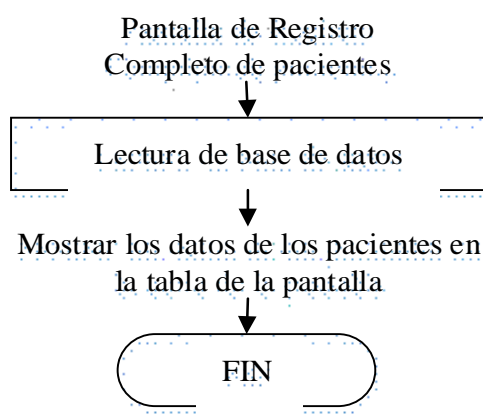 Pantalla de Registro
Completo de pacientes
Lectura de base de datos
Mostrar los datos de los pacientes en
la tabla de la pantalla
FIN